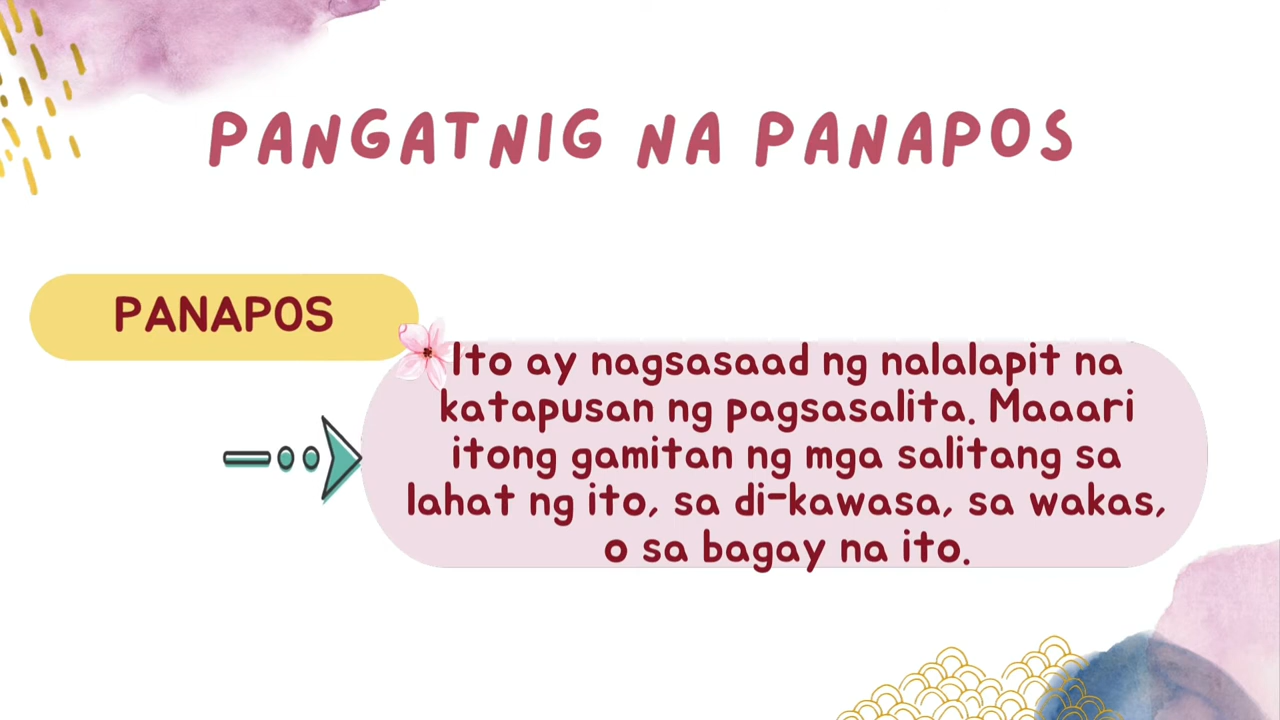 PANGATNIG NA PANAPOS
PANAPOS
Ito ay nagsasaad ng nalalapit na
katapusan ng pagsasalita. Maaari
itong gamitan ng mga salitang sa
lahat ng ito, sa di-kawasa, sa wakas,
o sa bagay na ito.